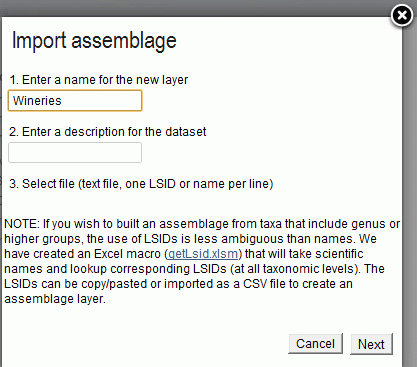 Import assemblage
1. Enter a name for the new layer
Wineries
2. Enter a description for the dataset
3. Select file (text file, one LSID or name per line)
NOTE: If you wish to built an assemblage from taxa that include genus or
higher groups, the use of LSIDs is less ambiguous than names. We
have created an Excel macro (getLsid.xlsm) that will take scientific
names and lookup corresponding LSIDs (at all taxonomic levels). The
LSIDs can be copy/pasted or imported as a CSV file to create an
assemblage layer.
Cancel Next